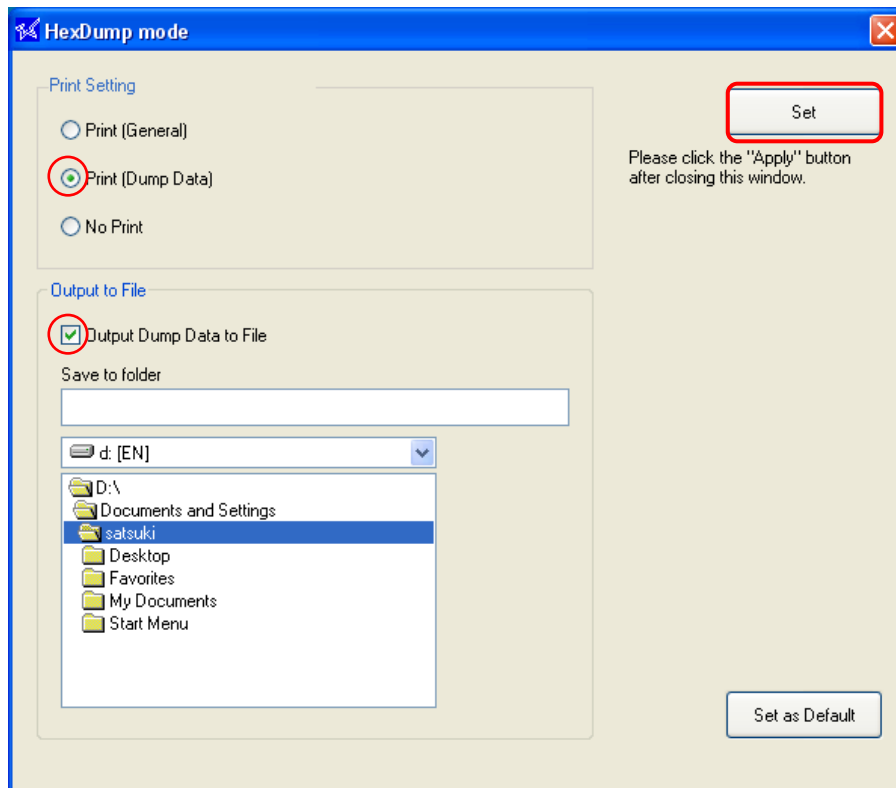 HexDump mode
Print Setting
Print (General)
Print (Dump Data)
No Print
Set
Please click the "Apply" button
after closing this window.
Output to File
Output Dump Data to File
Save to folder
d: [EN]
D:\
Documents and Settings
satsuki
Desktop
Favorites
My Documents
Start Menu
Set as Default